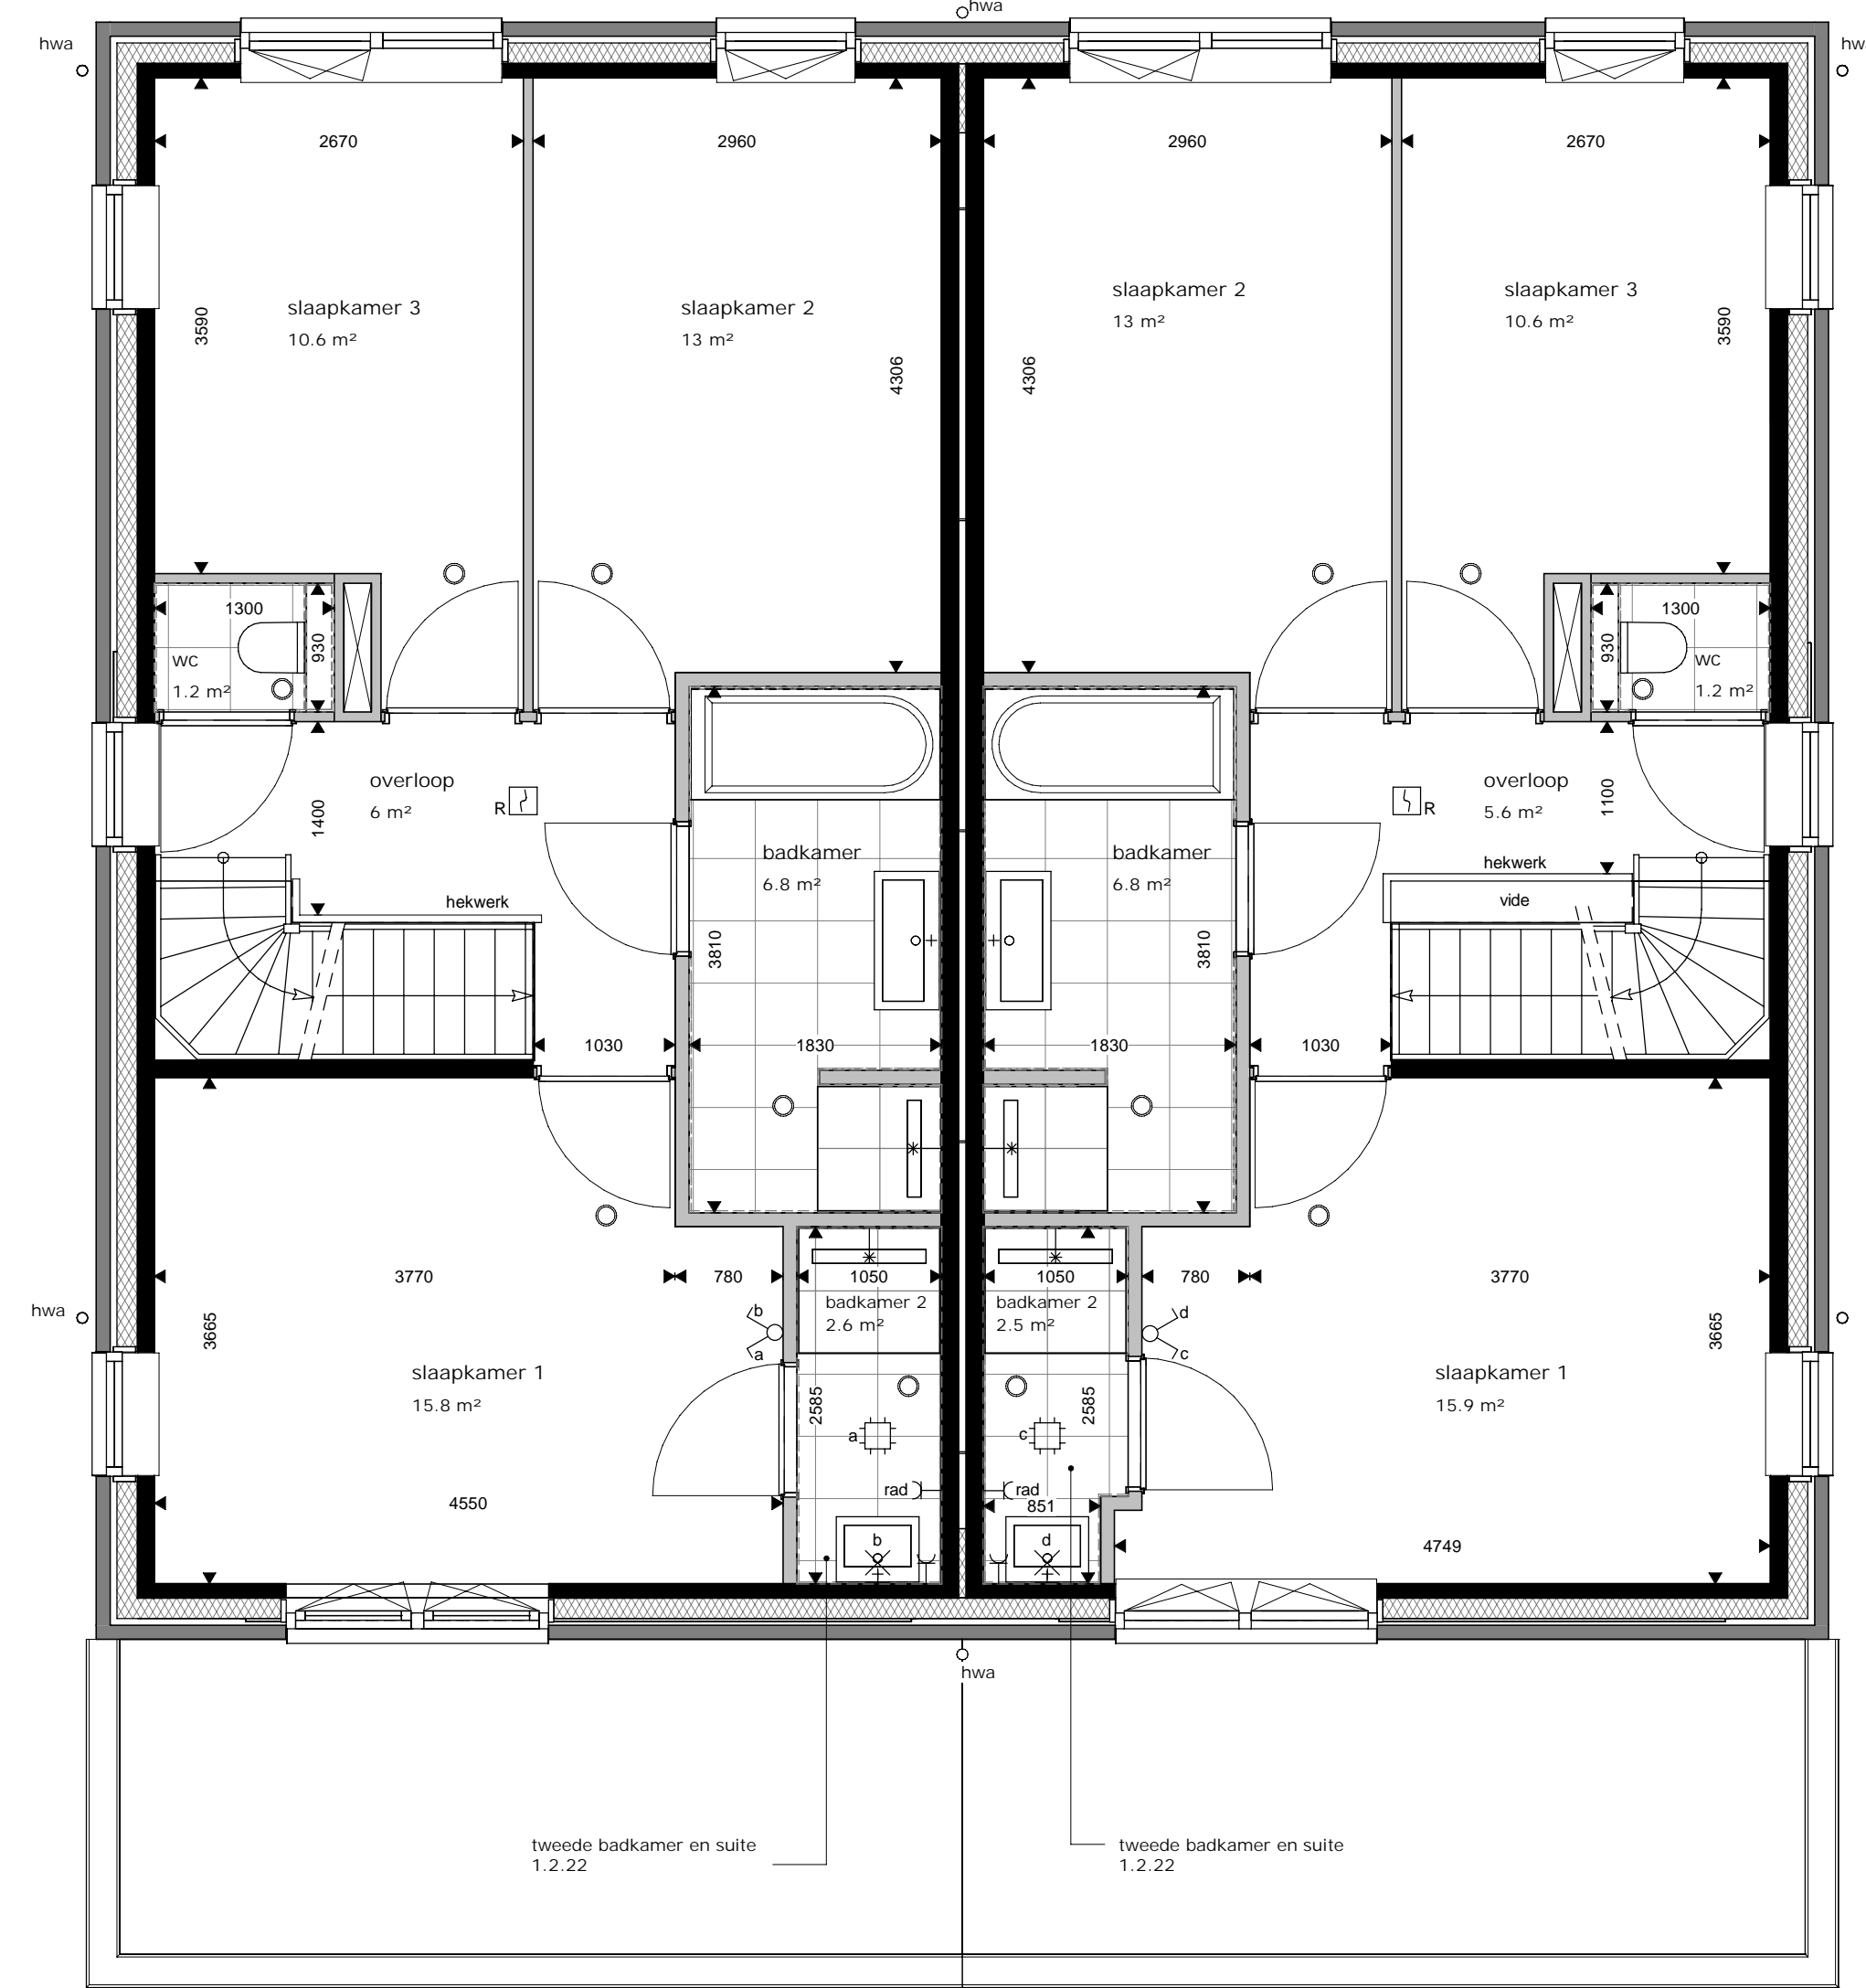 hwa
hwa
hw
2670
2960
2960
2670
slaapkamer 3
10.6 m²
slaapkamer 2
13 m²
slaapkamer 2
13 m²
slaapkamer 3
10.6 m²
3590
4306
4306
3590
1300
930
WC
1.2 m²
1300
930
WC
1.2 m²
overloop
6 m²
R
1400
hekwerk
overloop
5.6 m²
R
1100
hekwerk
vide
badkamer
6.8 m²
badkamer
6.8 m²
3810
3810
1030
1830
1830
1030
3770
780
1050
1050
780
3770
badkamer 2
2.6 m²
badkamer 2
2.5 m²
hwa
b
a
d
c
3665
3665
slaapkamer 1
15.8 m²
slaapkamer 1
15.9 m²
2585
2585
a
c
rad
rad
4550
851
b
d
4749
hwa
tweede badkamer en suite
1.2.22
tweede badkamer en suite
1.2.22